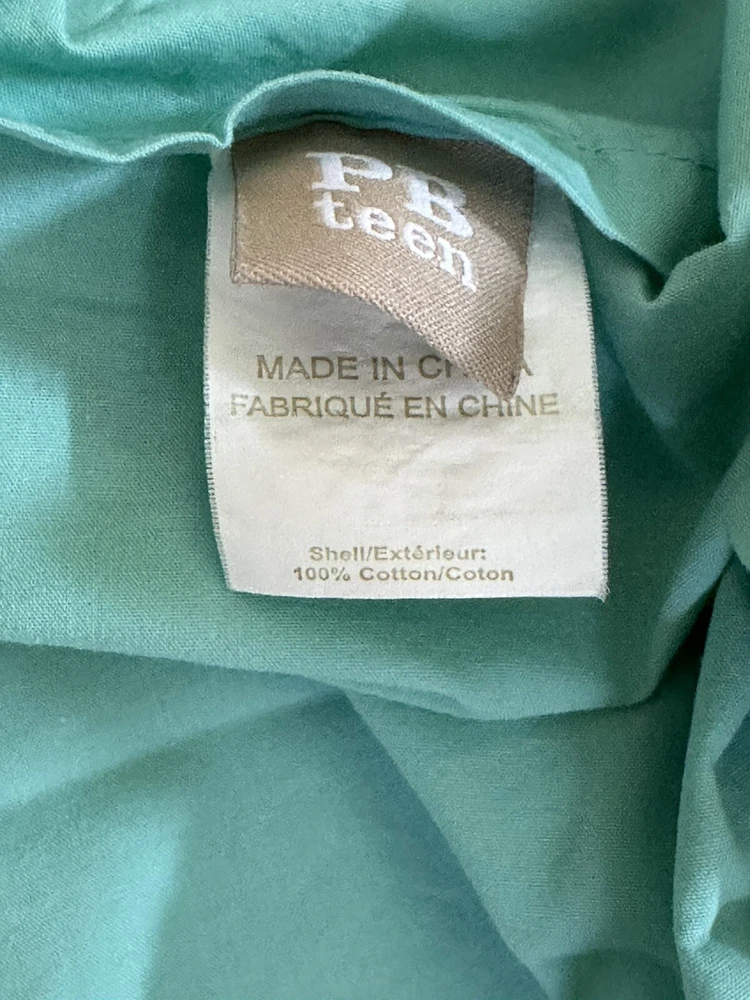 PB
teen
MADE IN
FABRIQUÉ EN CHINE
Shell/Extérieur:
100% Cotton/Coton